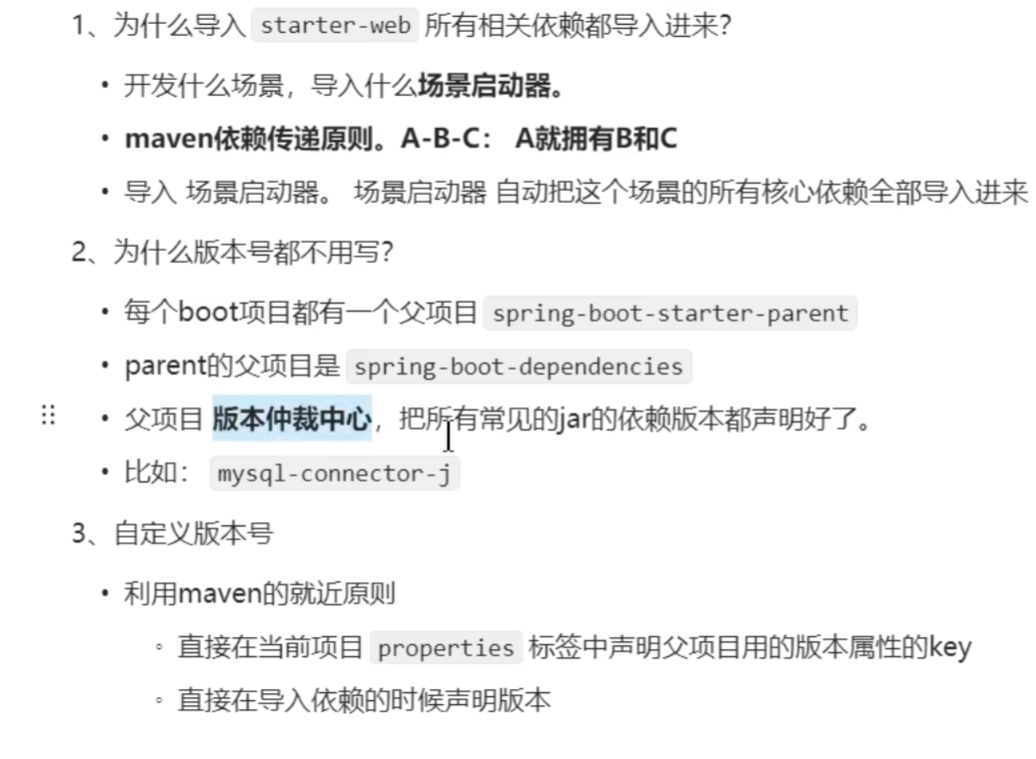 1、为什么导入 starter-web 所有相关依赖都导入进来？
• 开发什么场景，导入什么场景启动器。
• maven依赖传递原则。A-B-C： A就拥有B和C
• 导入 场景启动器。 场景启动器 自动把这个场景的所有核心依赖全部导入进来
2、为什么版本号都不用写？
• 每个boot项目都有一个父项目 spring-boot-starter-parent
• parent的父项目是 spring-boot-dependencies
• 父项目 版本仲裁中心，把所有常见的jar的依赖版本都声明好了。
• 比如： mysql-connector-j
3、自定义版本号
• 利用maven的就近原则
◦ 直接在当前项目 properties 标签中声明父项目用的版本属性的key
◦ 直接在导入依赖的时候声明版本